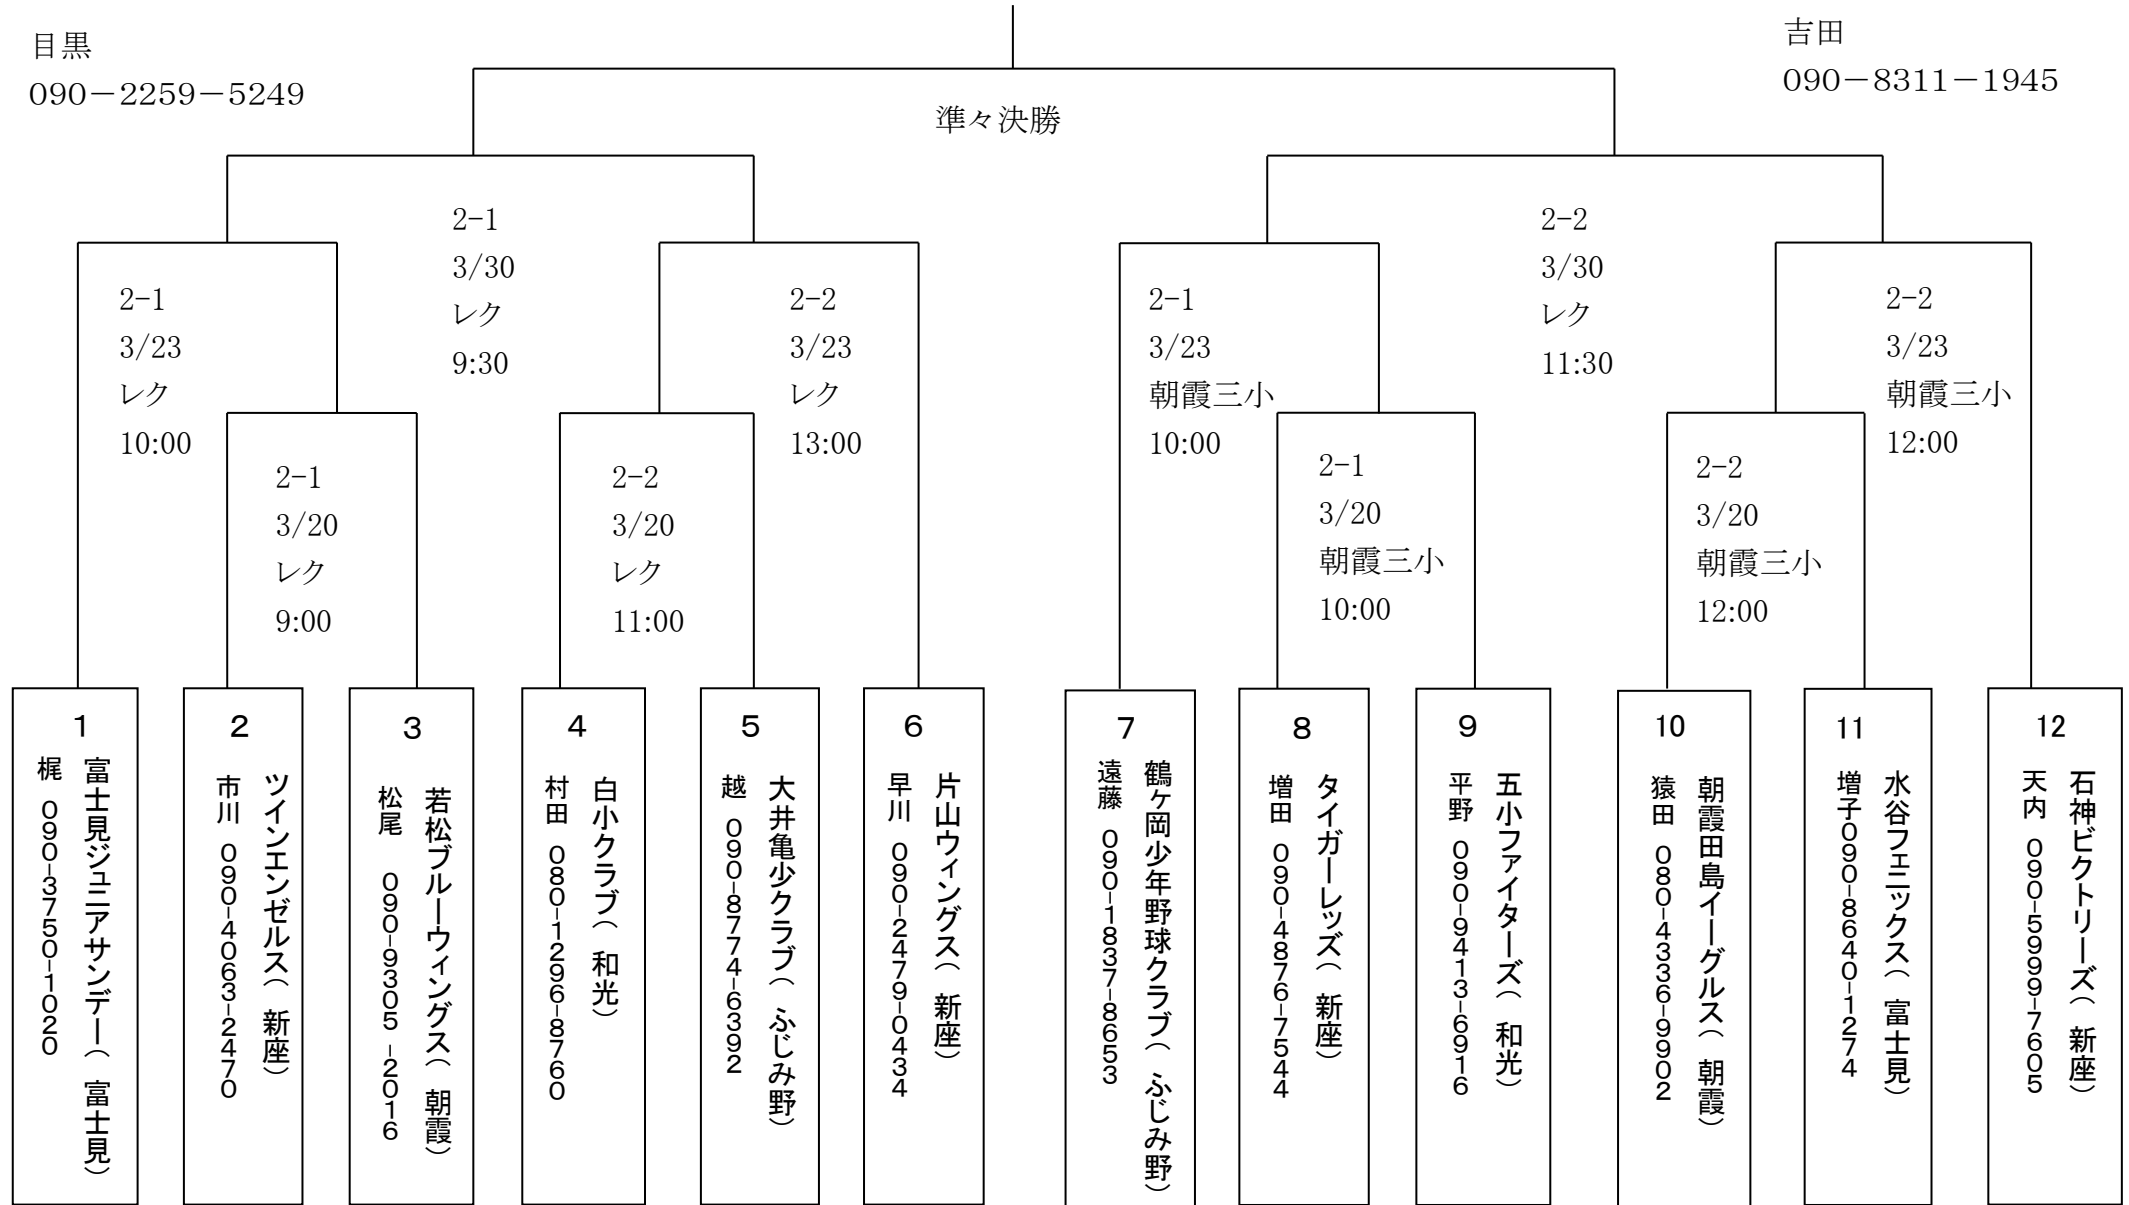 目黒
090－2259－5249
吉田
090－8311－1945
準々決勝
2-1
3/30
レク
9:30
2-2
3/30
レク
11:30
2-1
3/23
レク
10:00
2-2
3/23
レク
13:00
2-1
3/23
朝霞三小
10:00
2-2
3/23
朝霞三小
12:00
2-1
3/20
レク
9:00
2-2
3/20
レク
11:00
2-1
3/20
朝霞三小
10:00
2-2
3/20
朝霞三小
12:00
1
富士見ジュニアサンデー（富士見）
梶 090-3750-1020
2
ツインエンゼルス（新座）
市川 090-4063-2470
3
若松ブルーウィングス（朝霞）
松尾 090-9305-2016
4
白小クラブ（和光）
村田 080-1296-8760
5
大井亀少クラブ（ふじみ野）
越 090-8774-6392
6
片山ウィングス（新座）
早川 090-2479-0434
7
鶴ヶ岡少年野球クラブ（ふじみ野）
遠藤 090-1837-8653
8
タイガーレッズ（新座）
増田 090-4876-7544
9
五小ファイターズ（和光）
平野 090-9413-6916
10
朝霞田島イーグルス（朝霞）
猿田 080-4336-9902
11
水谷フェニックス（富士見）
増子090-8640-1274
12
石神ビクトリーズ（新座）
天内 090-5999-7605